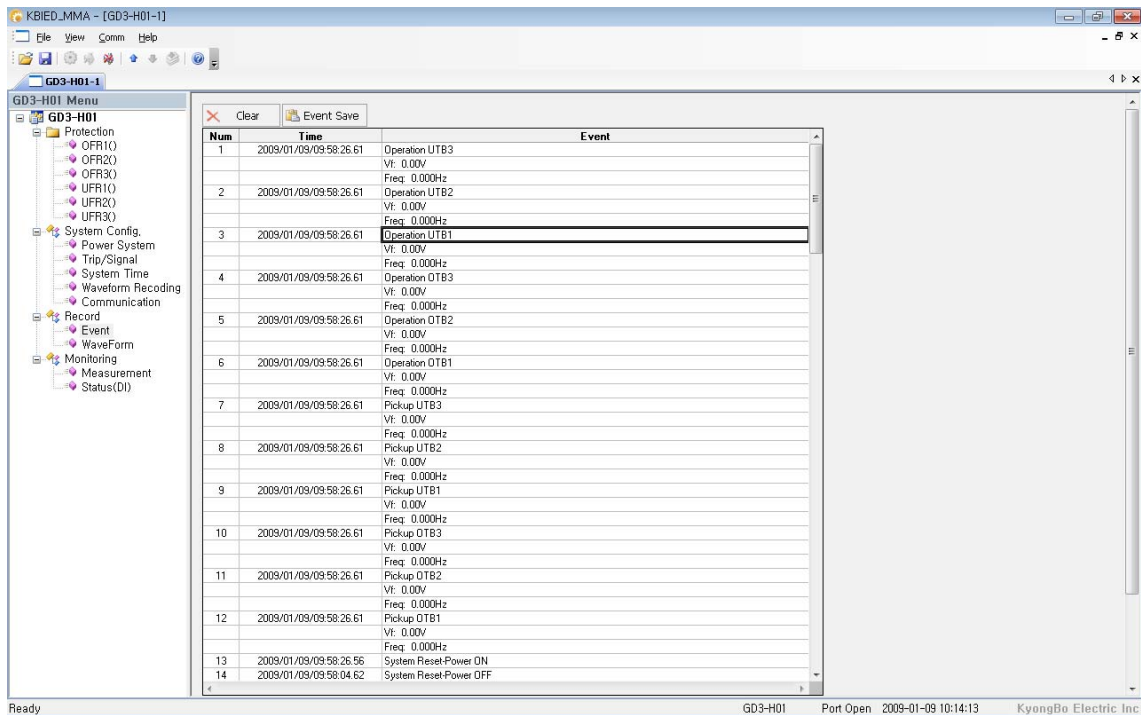 KBIED_MMA - [GD3-H01-1]
File View Comm Help
GD3-H01-1
GD3-H01 Menu
GD3-H01
Protection
OFR1()
OFR2()
OFR3()
UFR1()
UFR2()
UFR3()
System Config.
Power System
Trip/Signal
System Time
Waveform Recoding
Communication
Record
Event
WaveForm
Monitoring
Measurement
Status(DI)
Clear Event Save
Num Time Event
1 2009/01/09/09:58:26.61 Operation UTB3
Vf: 0.00V
Freq: 0.000Hz
2 2009/01/09/09:58:26.61 Operation UTB2
Vf: 0.00V
Freq: 0.000Hz
3 2009/01/09/09:58:26.61 Operation UTB1
Vf: 0.00V
Freq: 0.000Hz
4 2009/01/09/09:58:26.61 Operation OTB3
Vf: 0.00V
Freq: 0.000Hz
5 2009/01/09/09:58:26.61 Operation OTB2
Vf: 0.00V
Freq: 0.000Hz
6 2009/01/09/09:58:26.61 Operation OTB1
Vf: 0.00V
Freq: 0.000Hz
7 2009/01/09/09:58:26.61 Pickup UTB3
Vf: 0.00V
Freq: 0.000Hz
8 2009/01/09/09:58:26.61 Pickup UTB2
Vf: 0.00V
Freq: 0.000Hz
9 2009/01/09/09:58:26.61 Pickup UTB1
Vf: 0.00V
Freq: 0.000Hz
10 2009/01/09/09:58:26.61 Pickup OTB3
Vf: 0.00V
Freq: 0.000Hz
11 2009/01/09/09:58:26.61 Pickup OTB2
Vf: 0.00V
Freq: 0.000Hz
12 2009/01/09/09:58:26.61 Pickup OTB1
Vf: 0.00V
Freq: 0.000Hz
13 2009/01/09/09:58:26.56 System Reset-Power ON
14 2009/01/09/09:58:04.62 System Reset-Power OFF
Ready GD3-H01 Port Open 2009-01-09 10:14:13 KyongBo Electric Inc